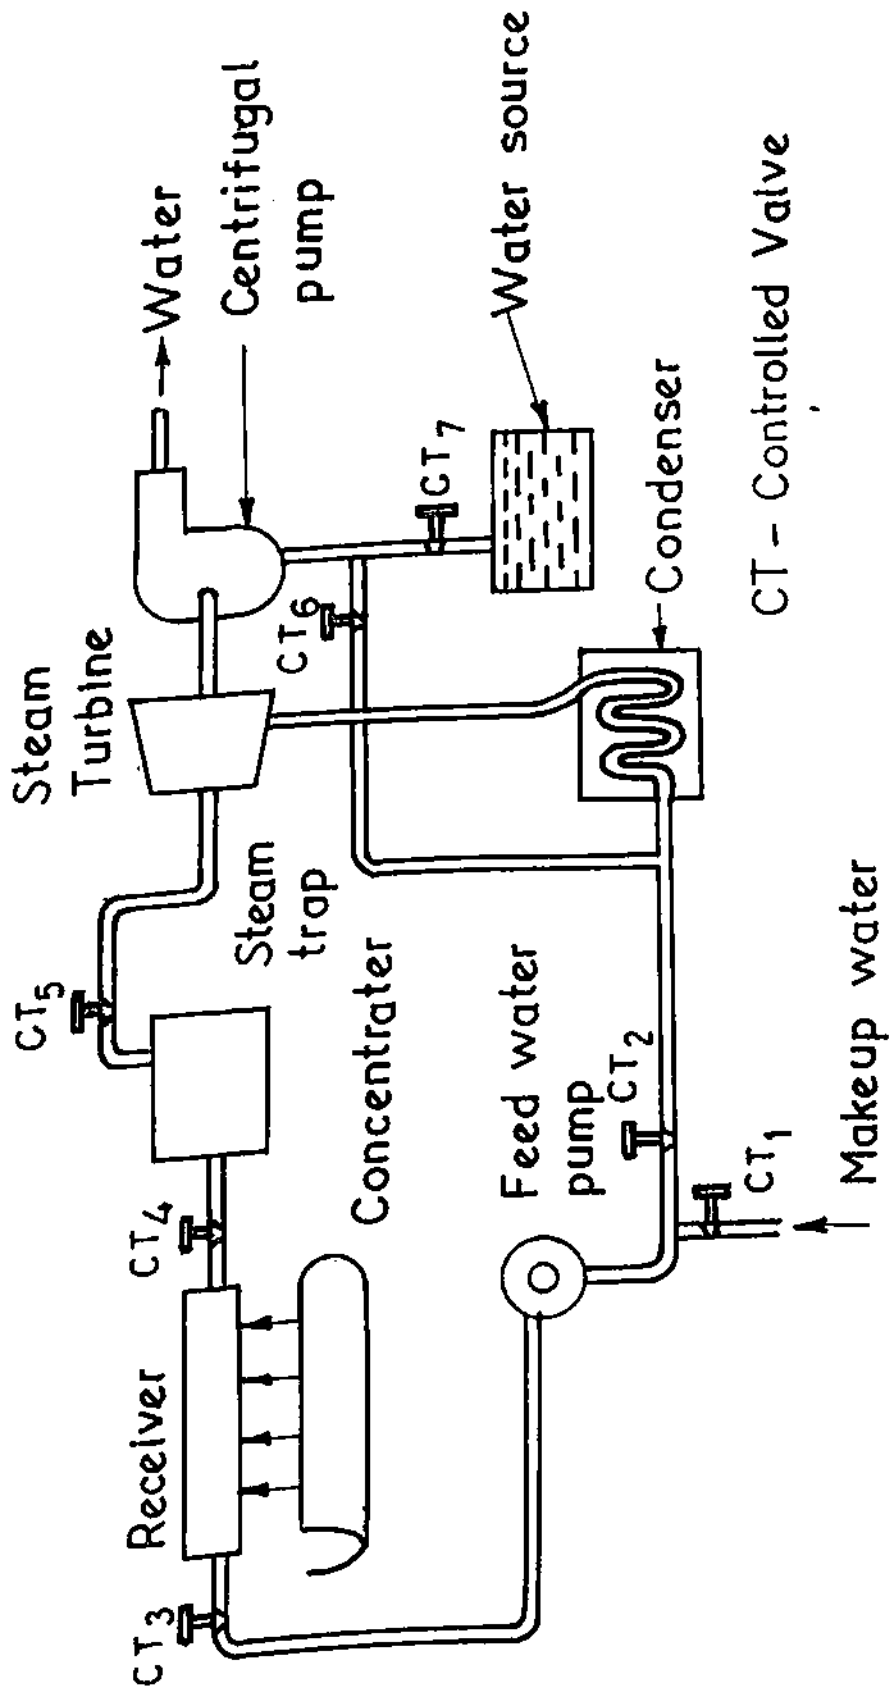 Water
Centrifugal
pump
Water source
Steam
Turbine
CT5
CT6
CT7
Steam
trap
Condenser
CT - Controlled Valve
CT4
Concentrater
Receiver
CT3
Feed water
pump
CT2
CT1
Makeup water